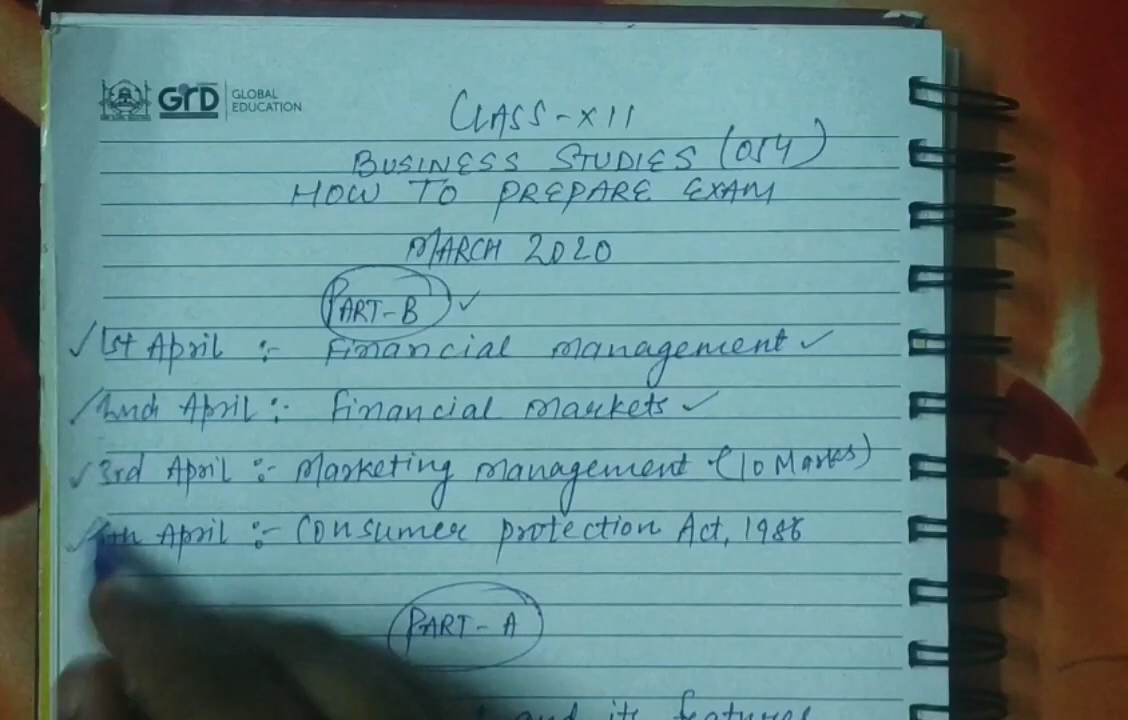 GRD GLOBAL EDUCATION
CLASS-XII
BUSINESS STUDIES (054)
HOW TO PREPARE EXAM
MARCH 2020
PART-B ✓
✓ 1st April :- Financial management ✓
✓ 2nd April :- Financial markets ✓
✓ 3rd April :- Marketing management (10 Marks)
✓ April :- Consumer protection Act, 1986
PART-A
and its features